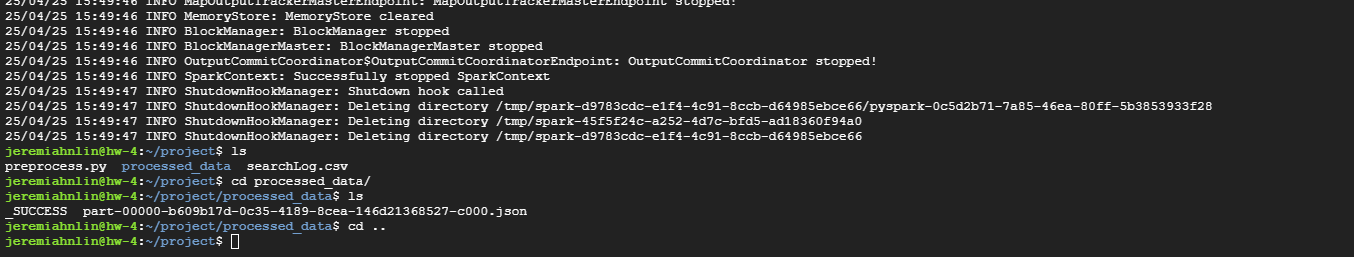 25/04/25 15:49:46 INFO MapOutputTrackerMasterEndpoint: MapOutputTrackerMasterEndpoint stopped!
25/04/25 15:49:46 INFO MemoryStore: MemoryStore cleared
25/04/25 15:49:46 INFO BlockManager: BlockManager stopped
25/04/25 15:49:46 INFO BlockManagerMaster: BlockManagerMaster stopped
25/04/25 15:49:46 INFO OutputCommitCoordinator$OutputCommitCoordinatorEndpoint: OutputCommitCoordinator stopped!
25/04/25 15:49:46 INFO SparkContext: Successfully stopped SparkContext
25/04/25 15:49:47 INFO ShutdownHookManager: Shutdown hook called
25/04/25 15:49:47 INFO ShutdownHookManager: Deleting directory /tmp/spark-d9783cdc-e1f4-4c91-8ccb-d64985ebce66/pyspark-0c5d2b71-7a85-46ea-80ff-5b3853933f28
25/04/25 15:49:47 INFO ShutdownHookManager: Deleting directory /tmp/spark-45f5f24c-a252-4d7c-bfd5-ad18360f94a0
25/04/25 15:49:47 INFO ShutdownHookManager: Deleting directory /tmp/spark-d9783cdc-e1f4-4c91-8ccb-d64985ebce66
jeremiahnlin@hw-4:~/project$ ls
preprocess.py  processed_data  searchLog.csv
jeremiahnlin@hw-4:~/project$ cd processed_data/
jeremiahnlin@hw-4:~/project/processed_data$ ls
_SUCCESS  part-00000-b609b17d-0c35-4189-8cea-146d21368527-c000.json
jeremiahnlin@hw-4:~/project/processed_data$ cd ..
jeremiahnlin@hw-4:~/project$